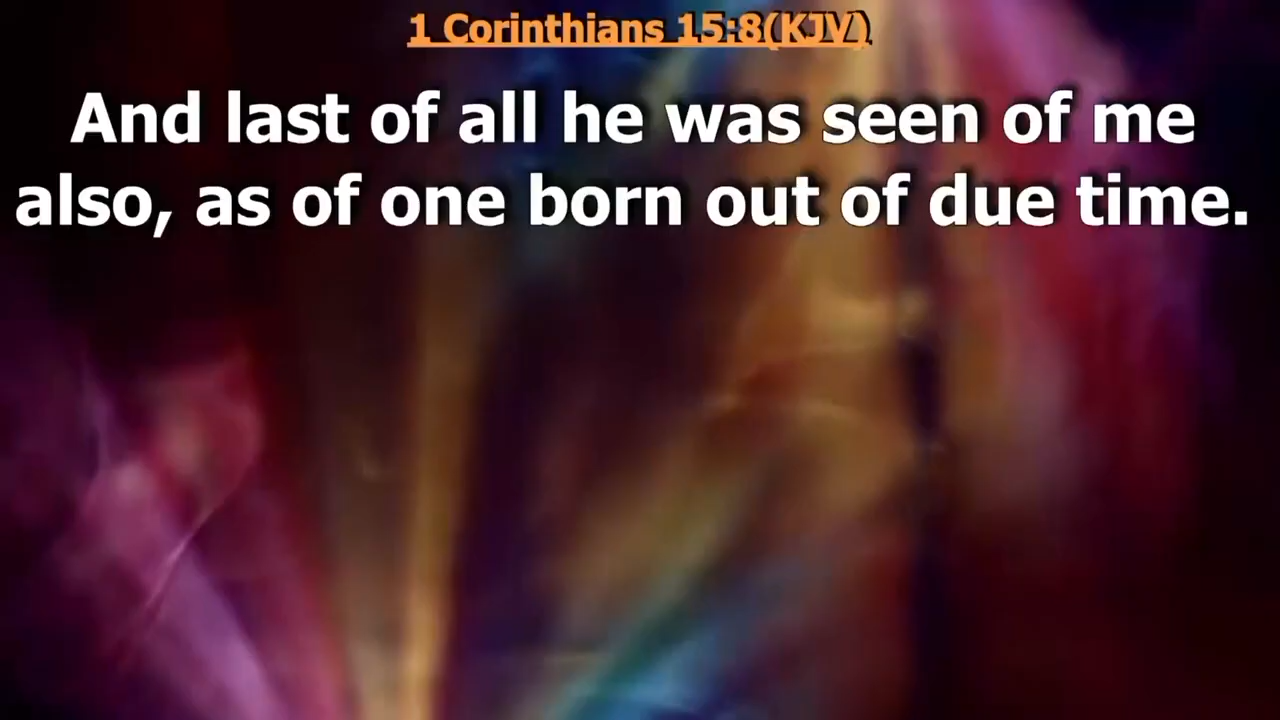 1 Corinthians 15:8(KJV)
And last of all he was seen of me
also, as of one born out of due time.